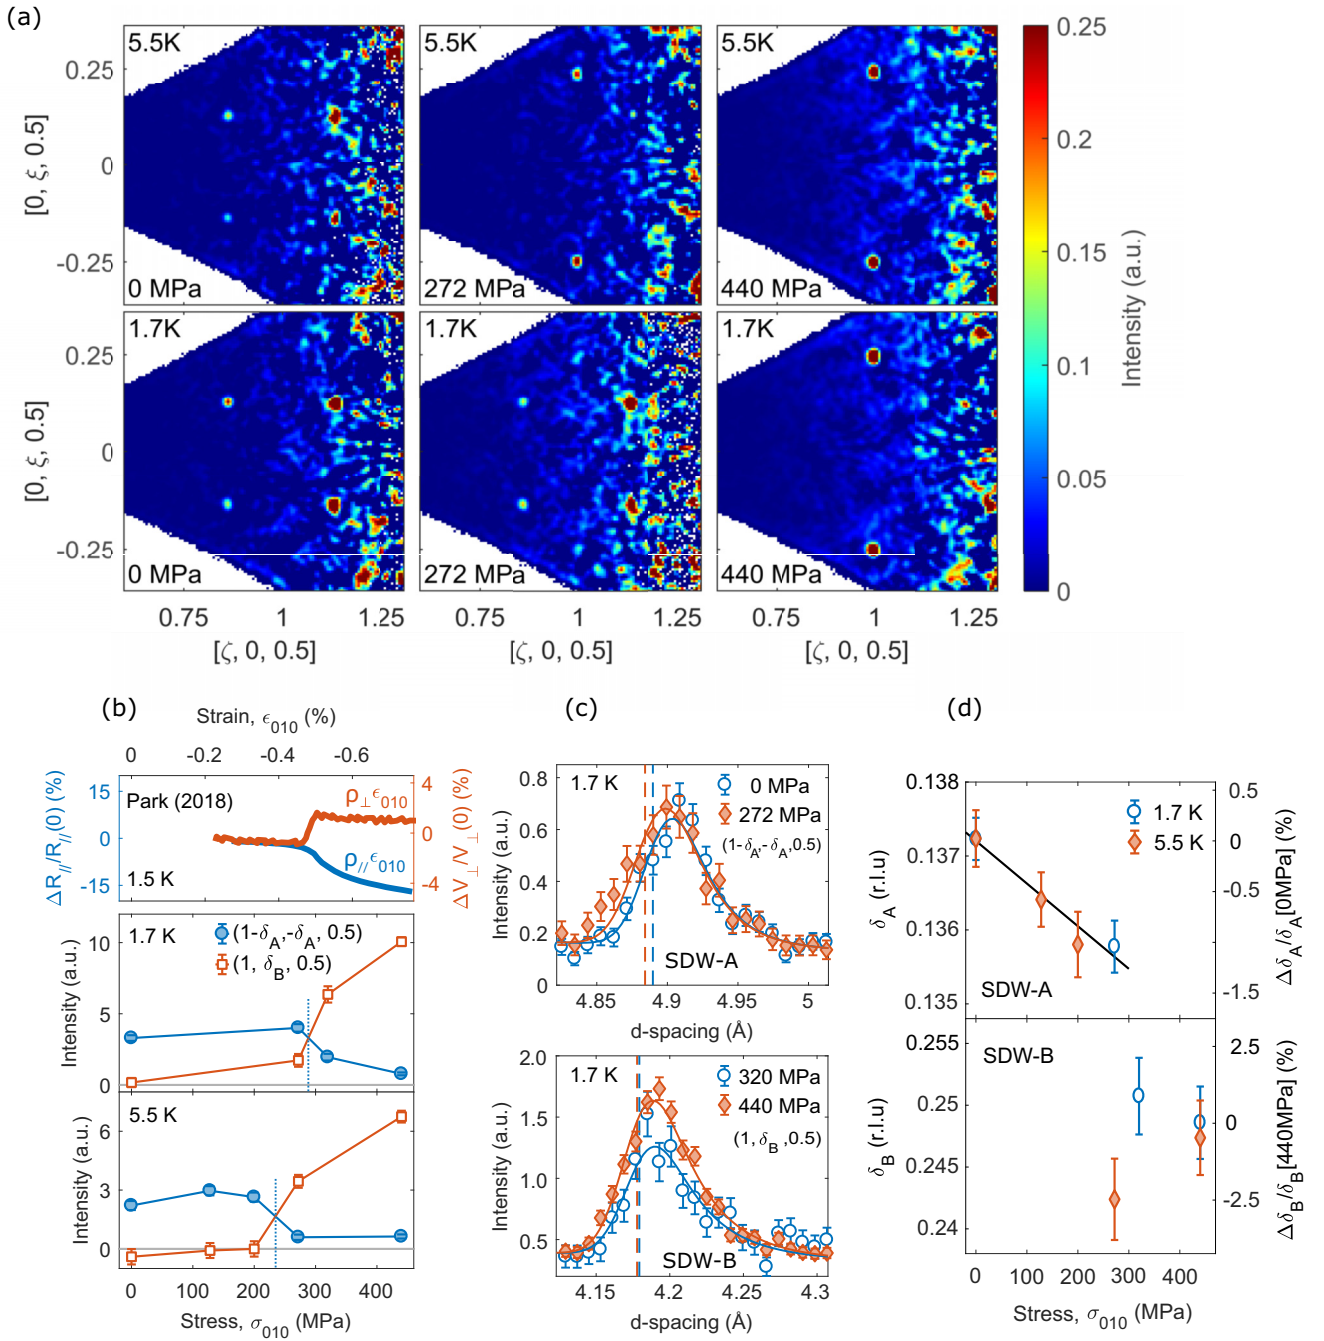 (a)
5.5K
5.5K
5.5K
0.25
0
-0.25
[0, ξ, 0.5]
0 MPa
272 MPa
440 MPa
1.7K
1.7K
1.7K
0.25
0
-0.25
[0, ξ, 0.5]
0 MPa
272 MPa
440 MPa
0.75 1 1.25
0.75 1 1.25
0.75 1 1.25
[ζ, 0, 0.5]
[ζ, 0, 0.5]
[ζ, 0, 0.5]
0.25
0.2
0.15
0.1
0.05
0
Intensity (a.u.)
(b)
Strain, ϵ010 (%)
0 -0.2 -0.4 -0.6
ΔR///R//(0) (%)
15
0
-15
Park (2018)
ρ⊥ϵ010
ρ//ϵ010
1.5 K
4
0
-4
ΔV⊥/V⊥(0) (%)
1.7 K
(1-δA,-δA, 0.5)
(1, δB, 0.5)
10
5
0
Intensity (a.u.)
5.5 K
6
3
0
Intensity (a.u.)
0 100 200 300 400
Stress, σ010 (MPa)
(c)
1.7 K
0 MPa
272 MPa
(1-δA,-δA,0.5)
SDW-A
0.8
0.6
0.4
0.2
0
Intensity (a.u.)
4.85 4.9 4.95 5
d-spacing (Å)
1.7 K
320 MPa
440 MPa
(1, δB,0.5)
SDW-B
2.0
1.5
1.0
0.5
Intensity (a.u.)
4.15 4.2 4.25 4.3
d-spacing (Å)
(d)
0.138
0.137
0.136
0.135
δA (r.l.u)
1.7 K
5.5 K
SDW-A
0.5
0
-0.5
-1
-1.5
ΔδA/δA[0MPa] (%)
SDW-B
0.255
0.25
0.245
0.24
δB (r.l.u)
2.5
0
-2.5
ΔδB/δB[440MPa] (%)
0 100 200 300 400
Stress, σ010 (MPa)